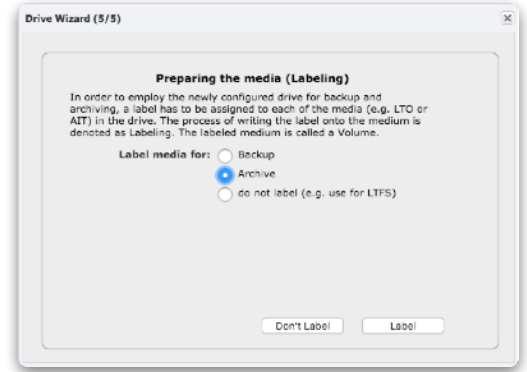 Drive Wizard (5/5)
Preparing the media (Labeling)
In order to employ the newly configured drive for backup and
archiving, a label has to be assigned to each of the media (e.g. LTO or
AIT) in the drive. The process of writing the label onto the medium is
denoted as Labeling. The labeled medium is called a Volume.
Label media for: Backup
Archive
do not label (e.g. use for LTFS)
Don't Label Label